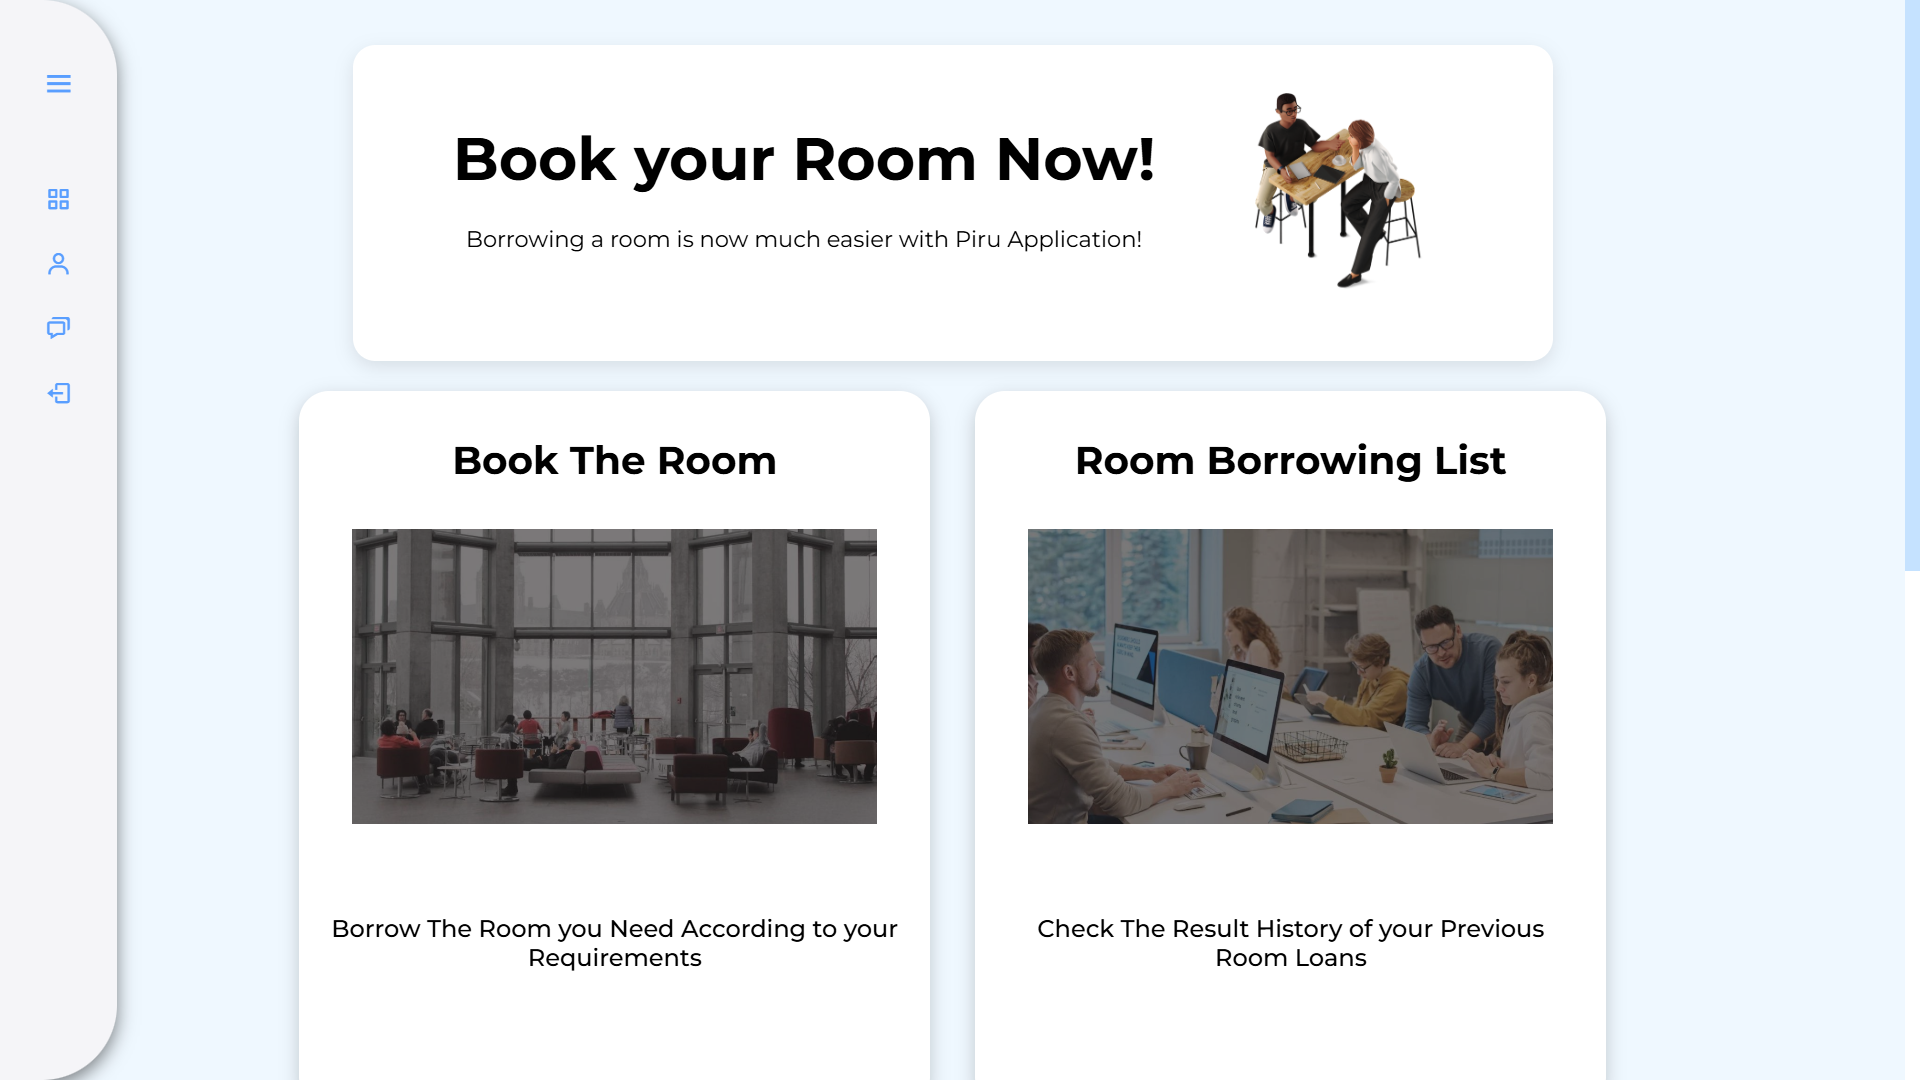 Book your Room Now!
Borrowing a room is now much easier with Piru Application!
Book The Room
Borrow The Room you Need According to your
Requirements
Room Borrowing List
Check The Result History of your Previous
Room Loans